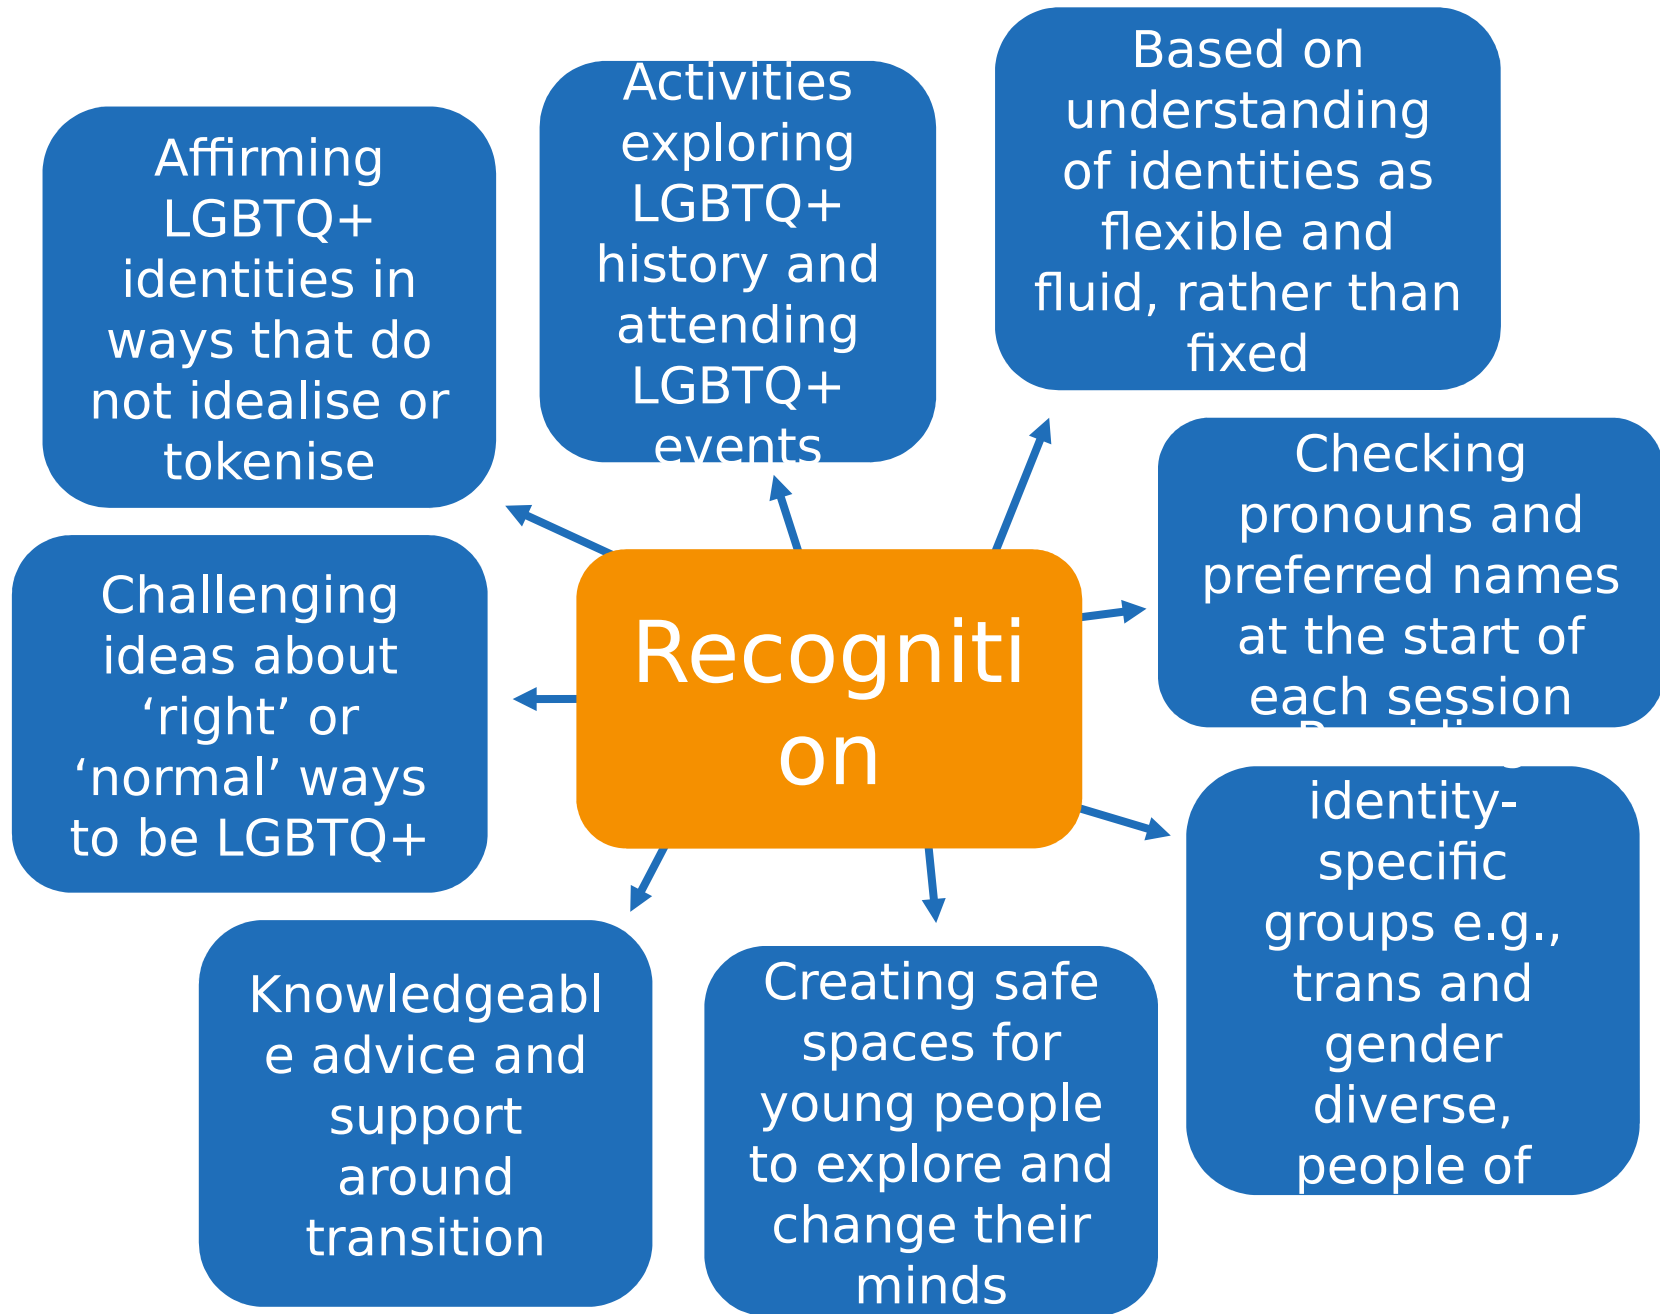 Affirming
LGBTQ+
identities in
ways that do
not idealise or
tokenise
Activities
exploring
LGBTQ+
history and
attending
LGBTQ+
events
Based on
understanding
of identities as
flexible and
fluid, rather than
fixed
Checking
pronouns and
preferred names
at the start of
each session
Challenging
ideas about
‘right’ or
‘normal’ ways
to be LGBTQ+
Recogniti
on
identity-
specific
groups e.g.,
trans and
gender
diverse,
people of
Knowledgeabl
e advice and
support
around
transition
Creating safe
spaces for
young people
to explore and
change their
minds